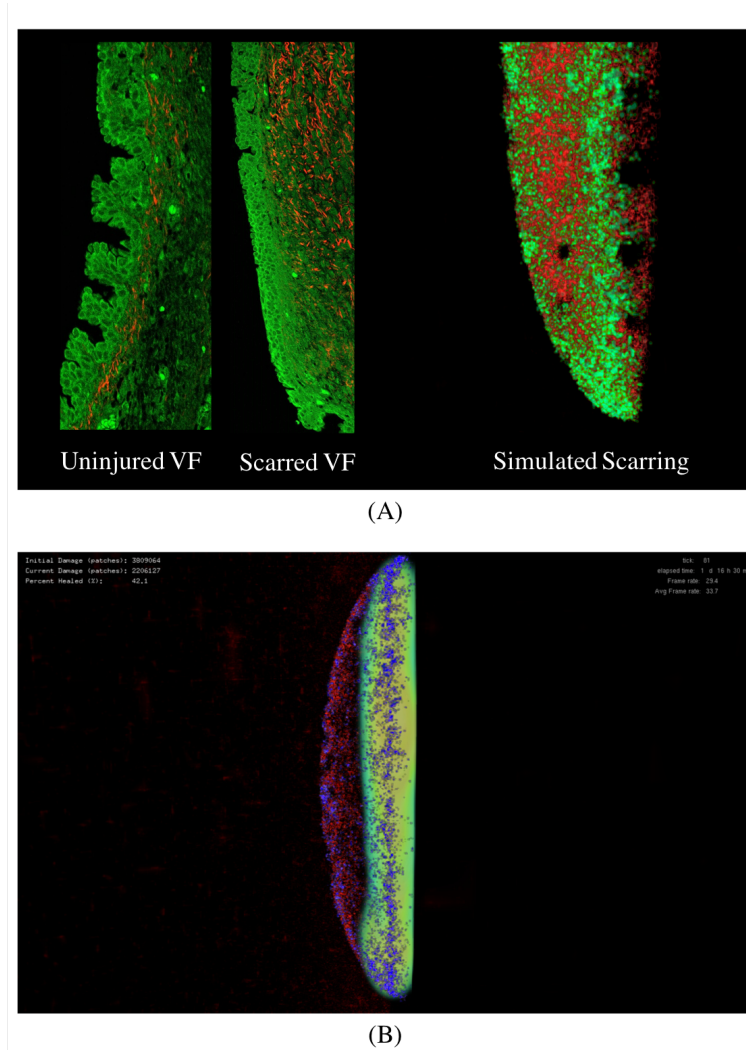 Uninjured VF
Scarred VF
Simulated Scarring
(A)
Initial Damage (patches): 3809064
Current Damage (patches): 2206127
Percent Healed (%): 42.1
tick: 81
elapsed time: 1 d 16 h 30 m
Frame rate: 29.4
Avg Frame rate: 33.7
(B)